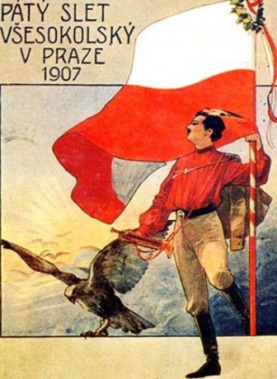 PÁTÝ SLET
VŠESOKOLSKÝ
V PRAZE
1907